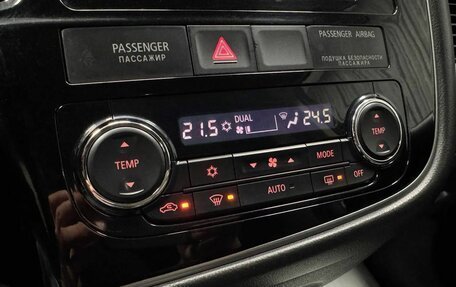 PASSENGER
ПАССАЖИР
PASSENGER AIRBAG
ПОДУШКА БЕЗОПАСНОСТИ
ПАССАЖИРА
21.5 DUAL 24.5
TEMP
TEMP
MODE
AUTO
OFF